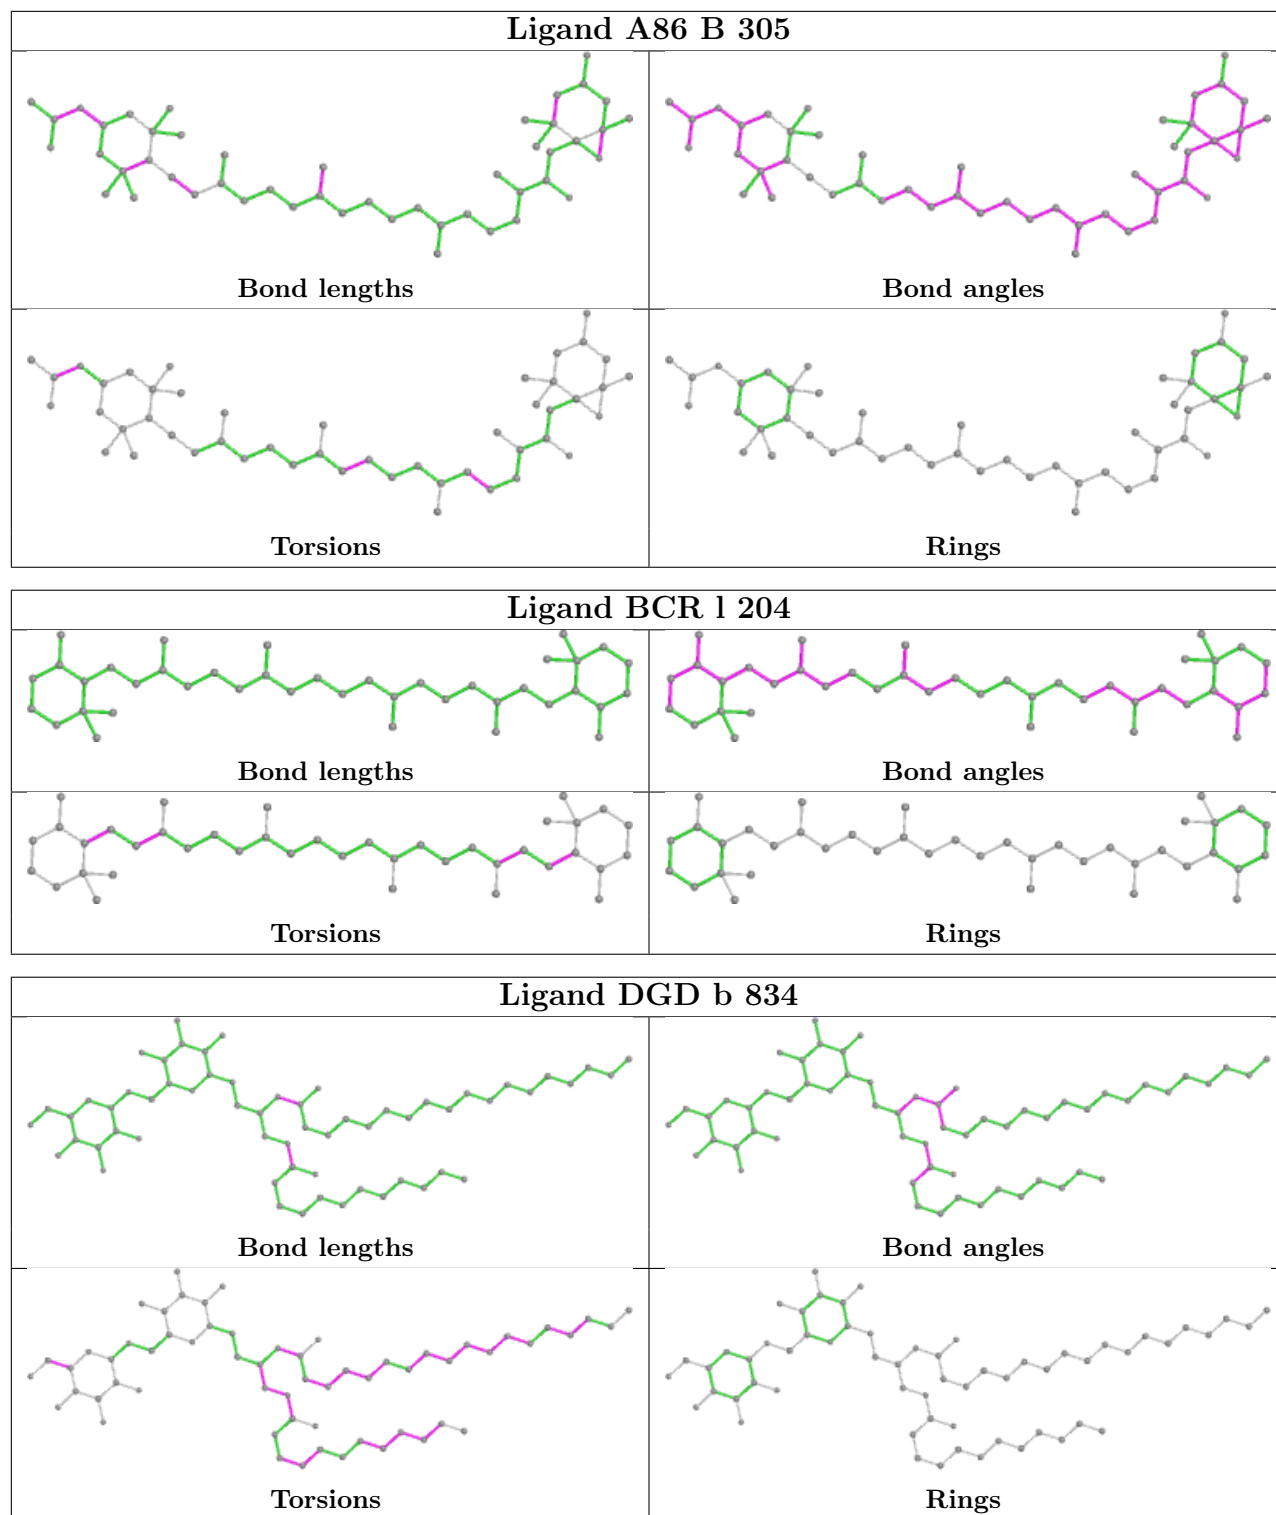 Ligand A86 B 305
Bond lengths
Bond angles
Torsions
Rings
Ligand BCR l 204
Bond lengths
Bond angles
Torsions
Rings
Ligand DGD b 834
Bond lengths
Bond angles
Torsions
Rings